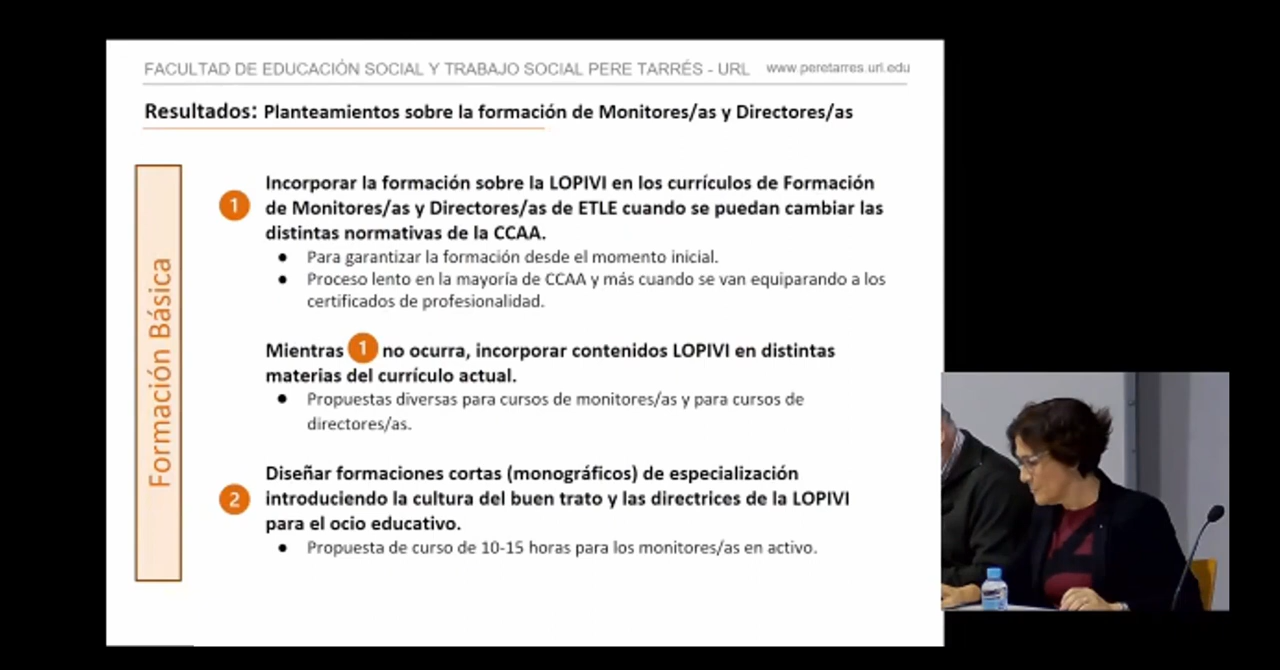 FACULTAD DE EDUCACIÓN SOCIAL Y TRABAJO SOCIAL PERE TARRÉS - URL www.peretarres.url.edu
Resultados: Planteamientos sobre la formación de Monitores/as y Directores/as
Formación Básica
1
Incorporar la formación sobre la LOPIVI en los currículos de Formación
de Monitores/as y Directores/as de ETLE cuando se puedan cambiar las
distintas normativas de la CCAA.
● Para garantizar la formación desde el momento inicial.
● Proceso lento en la mayoría de CCAA y más cuando se van equiparando a los
certificados de profesionalidad.
Mientras 1 no ocurra, incorporar contenidos LOPIVI en distintas
materias del currículo actual.
● Propuestas diversas para cursos de monitores/as y para cursos de
directores/as.
2
Diseñar formaciones cortas (monográficos) de especialización
introduciendo la cultura del buen trato y las directrices de la LOPIVI
para el ocio educativo.
● Propuesta de curso de 10-15 horas para los monitores/as en activo.